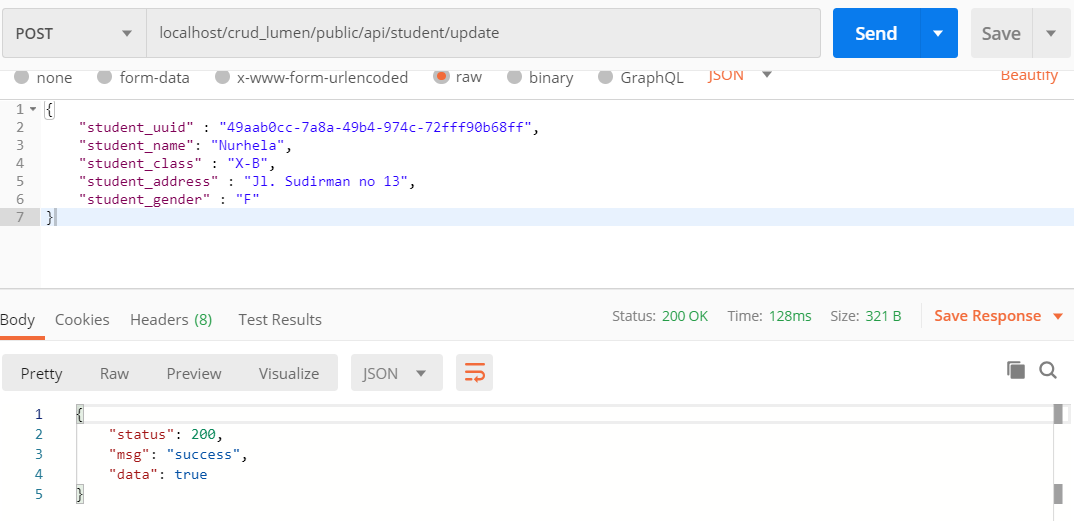 POST localhost/crud_lumen/public/api/student/update Send Save
none form-data x-www-form-urlencoded raw binary GraphQL JSON Beautify
1 {
2 "student_uuid" : "49aab0cc-7a8a-49b4-974c-72fff90b68ff",
3 "student_name": "Nurhela",
4 "student_class" : "X-B",
5 "student_address" : "Jl. Sudirman no 13",
6 "student_gender" : "F"
7 }
Body Cookies Headers (8) Test Results Status: 200 OK Time: 128ms Size: 321 B Save Response
Pretty Raw Preview Visualize JSON
1 {
2 "status": 200,
3 "msg": "success",
4 "data": true
5 }